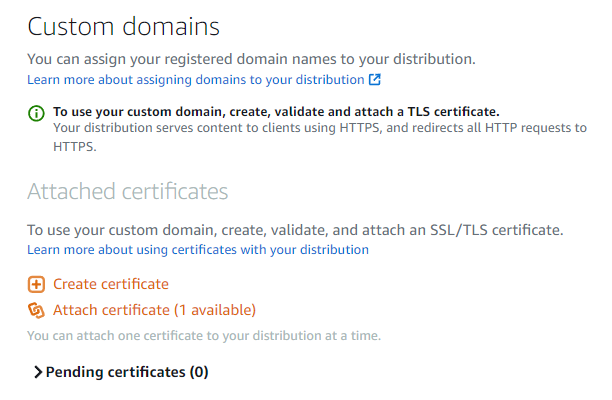 Custom domains
You can assign your registered domain names to your distribution.
Learn more about assigning domains to your distribution
To use your custom domain, create, validate and attach a TLS certificate.
Your distribution serves content to clients using HTTPS, and redirects all HTTP requests to
HTTPS.
Attached certificates
To use your custom domain, create, validate, and attach an SSL/TLS certificate.
Learn more about using certificates with your distribution
Create certificate
Attach certificate (1 available)
You can attach one certificate to your distribution at a time.
Pending certificates (0)